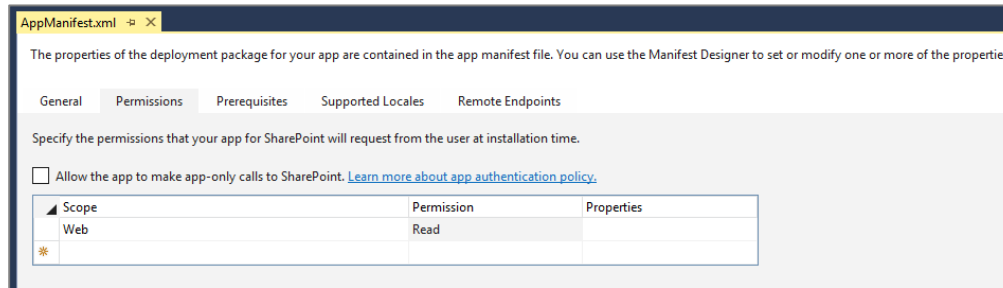 AppManifest.xml
The properties of the deployment package for your app are contained in the app manifest file. You can use the Manifest Designer to set or modify one or more of the propertie
General Permissions Prerequisites Supported Locales Remote Endpoints
Specify the permissions that your app for SharePoint will request from the user at installation time.
Allow the app to make app-only calls to SharePoint. Learn more about app authentication policy.
Scope Permission Properties
Web Read